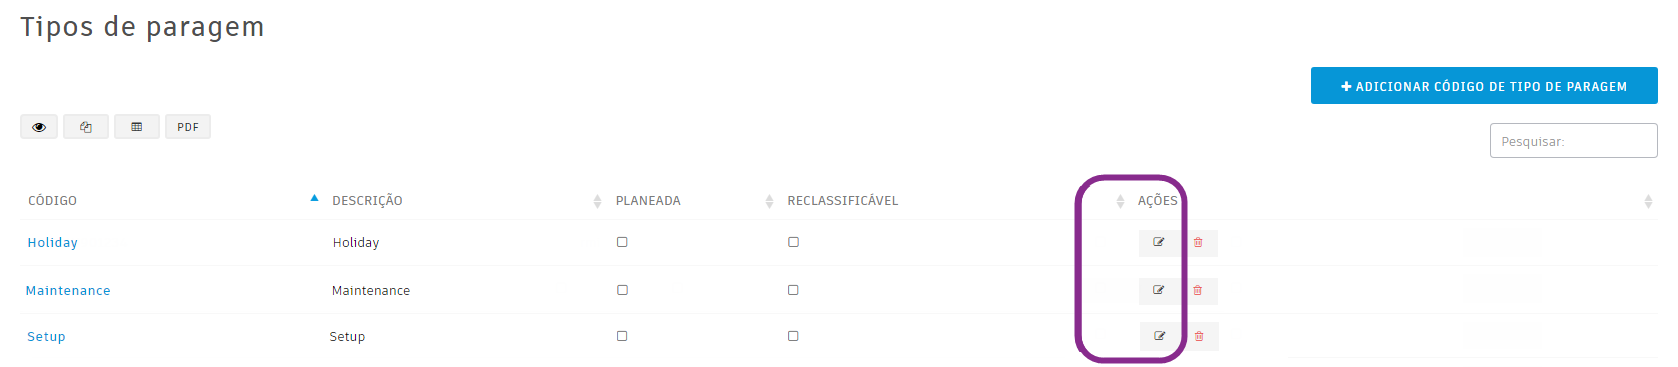 Tipos de paragem
ADICIONAR CÓDIGO DE TIPO DE PARAGEM
PDF
Pesquisar:
CÓDIGO DESCRIÇÃO PLANEADA RECLASSIFICÁVEL AÇÕES
Holiday Holiday
Maintenance Maintenance
Setup Setup